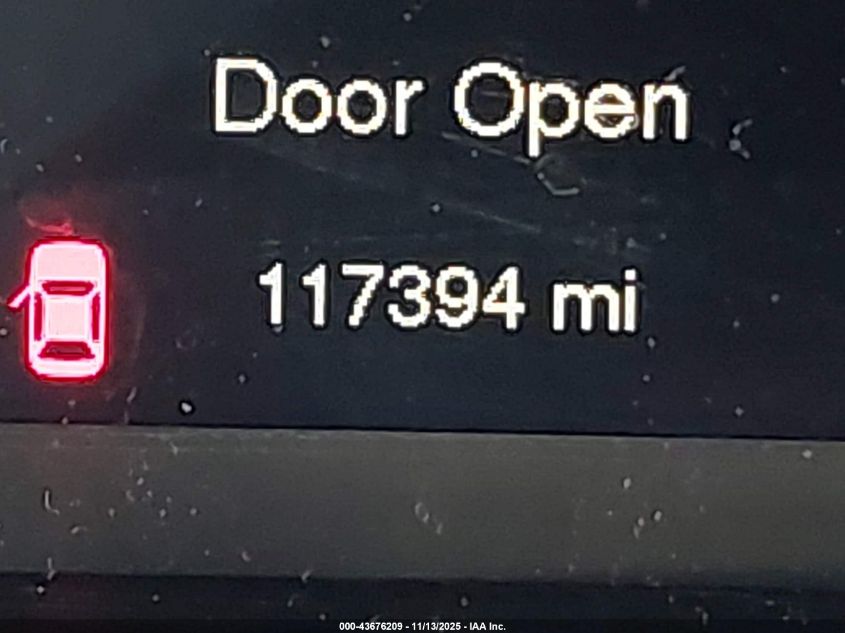 Door Open
117394 mi
000-43676209 - 11/13/2025 - IAA Inc.